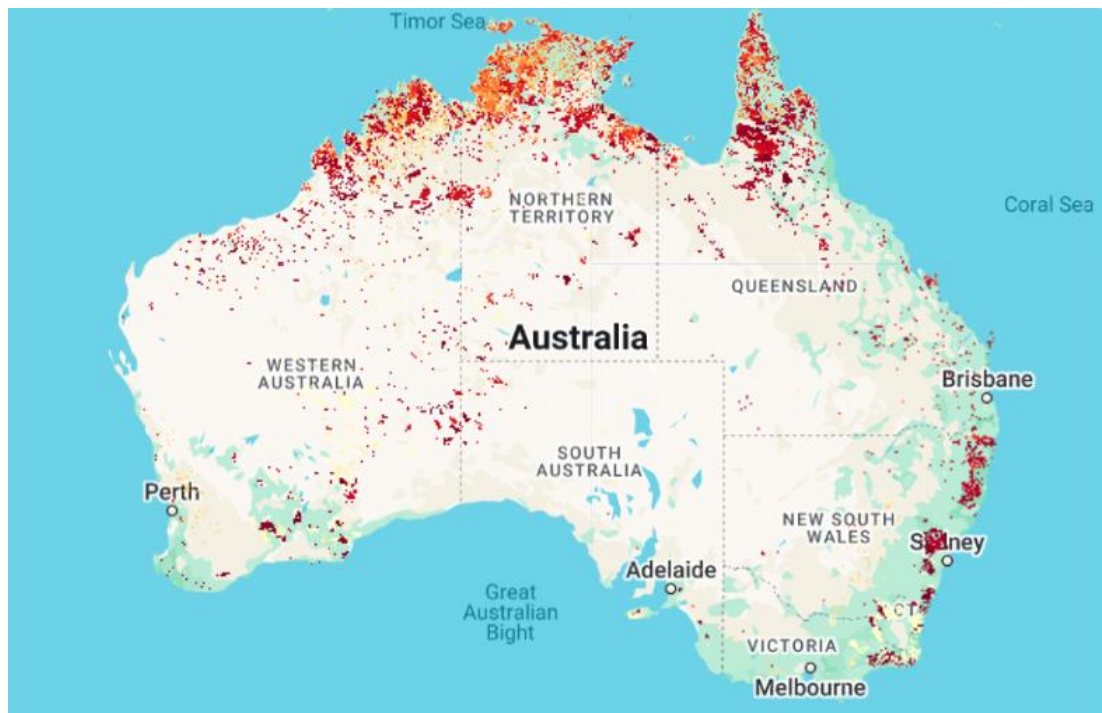 Timor Sea
Coral Sea
NORTHERN
TERRITORY
QUEENSLAND
Australia
WESTERN
AUSTRALIA
Brisbane
SOUTH
AUSTRALIA
Perth
NEW SOUTH
WALES
Sydney
Adelaide
Great
Australian
Bight
CT
VICTORIA
Melbourne